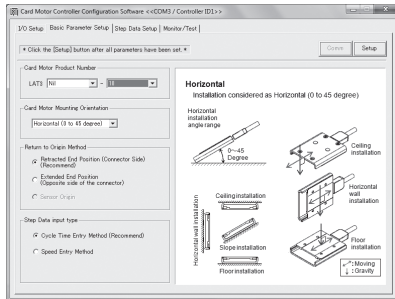 Card Motor Controller Configuration Software <<COM3 / Controller ID1>>
I/O Setup Basic Parameter Setup Step Data Setup Monitor/Test
* Click the [Setup] button after all parameters have been set.*
Comm Setup
Card Motor Product Number
LAT3 Nil - 10
Card Motor Mounting Orientation
Horizontal (0 to 45 degree)
Return to Origin Method
Retracted End Position (Connector Side)
(Recommend)
Extended End Position
(Opposite side of the connector)
Sensor Origin
Step Data input type
Cycle Time Entry Method (Recommend)
Speed Entry Method
Horizontal
Installation considered as Horizontal (0 to 45 degree)
Horizontal
installation
angle range
0~45
Degree
Ceiling
installation
Horizontal wall installation
Ceiling installation
Slope installation
Floor installation
Horizontal
wall
installation
Floor
installation
: Moving
: Gravity